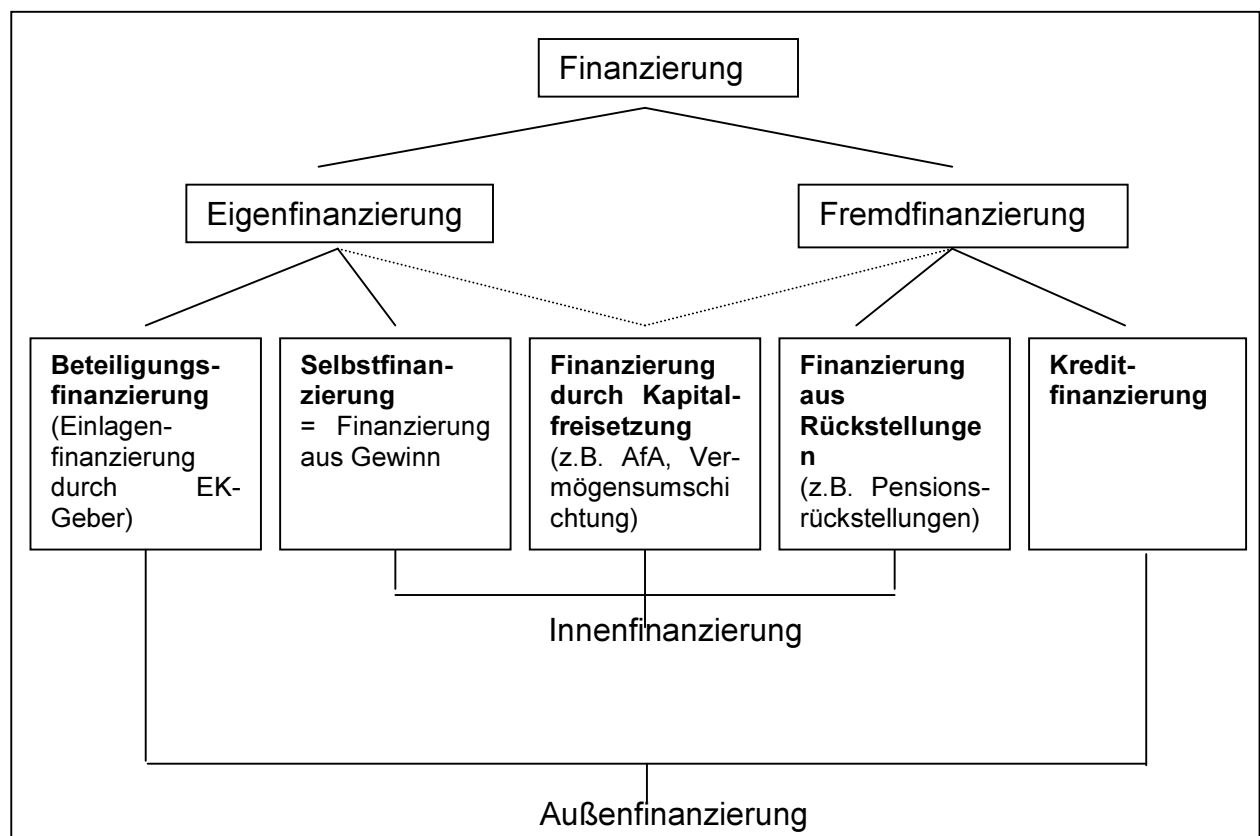 Finanzierung
Eigenfinanzierung
Fremdfinanzierung
Beteiligungs-
finanzierung
(Einlagen-
finanzierung
durch EK-
Geber)
Selbstfinan-
zierung
= Finanzierung
aus Gewinn
Finanzierung
durch Kapital-
freisetzung
(z.B. AfA, Ver-
mögensumschi
chtung)
Finanzierung
aus
Rückstellunge
n
(z.B. Pensions-
rückstellungen)
Kredit-
finanzierung
Innenfinanzierung
Außenfinanzierung